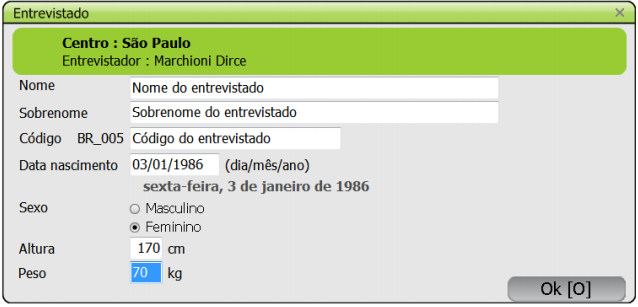 Entrevistado
Centro : São Paulo
Entrevistador : Marchioni Dirce
Nome Nome do entrevistado
Sobrenome Sobrenome do entrevistado
Código BR_005 Código do entrevistado
Data nascimento 03/01/1986 (dia/mês/ano)
sexta-feira, 3 de janeiro de 1986
Sexo Masculino
Feminino
Altura 170 cm
Peso 70 kg
Ok [O]